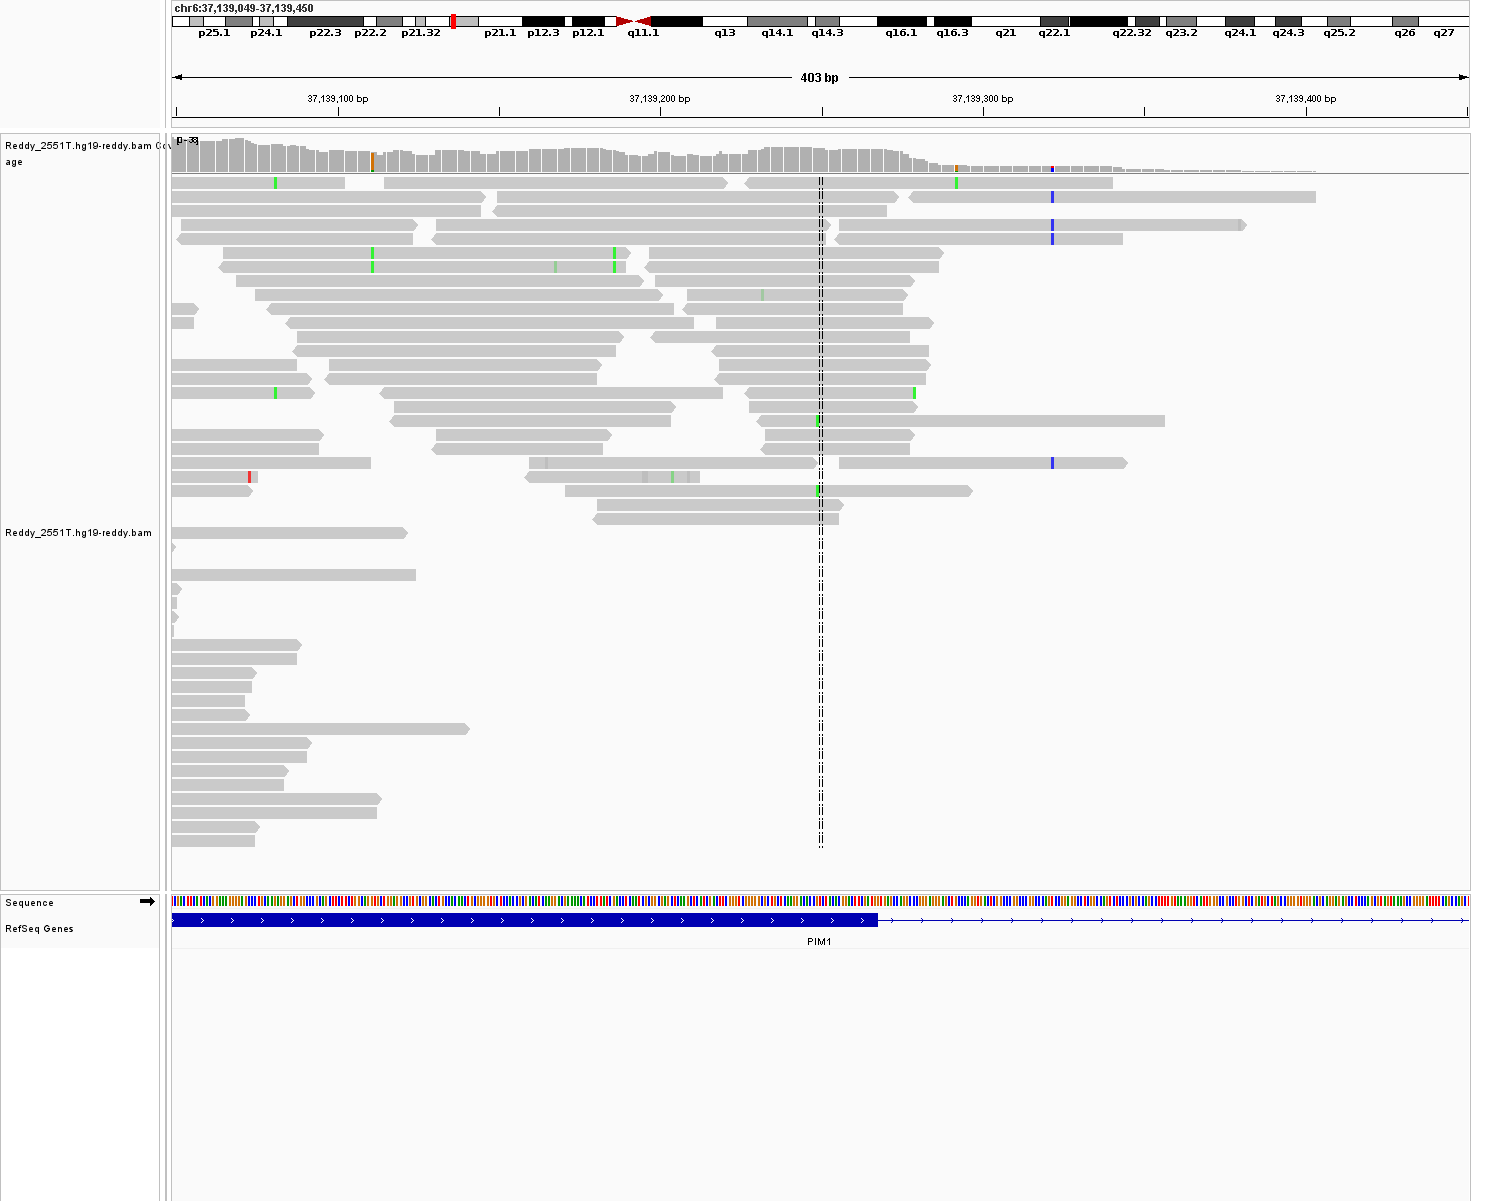 chr6:37,139,049-37,139,450
p25.1 p24.1 p22.3 p22.2 p21.32 p21.1 p12.3 p12.1 q11.1 q13 q14.1 q14.3 q16.1 q16.3 q21 q22.1 q22.32 q23.2 q24.1 q24.3 q25.2 q26 q27
403 bp
37,139,100 bp 37,139,200 bp 37,139,300 bp 37,139,400 bp
Reddy_2551T.hg19-reddy.bam Cov
age
Reddy_2551T.hg19-reddy.bam
Sequence
RefSeq Genes
PIM1